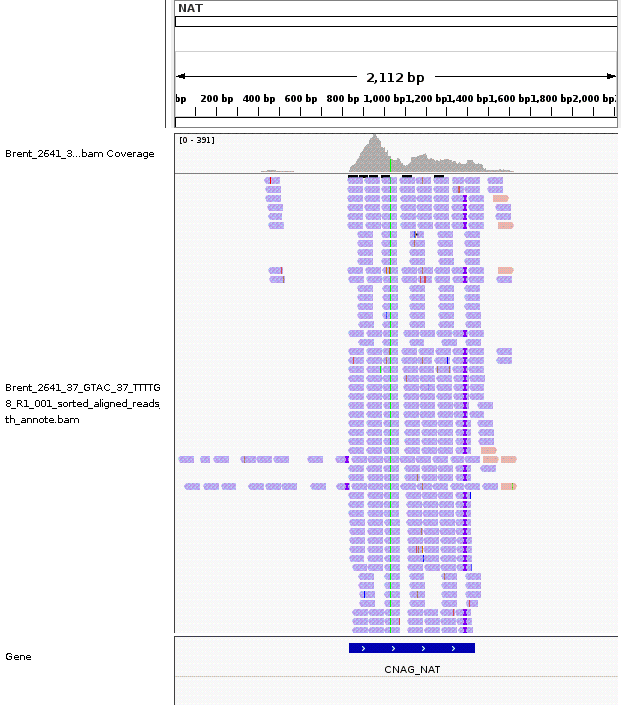 NAT
2,112 bp
bp 200 bp 400 bp 600 bp 800 bp 1,000 bp 1,200 bp 1,400 bp 1,600 bp 1,800 bp 2,000 bp
[0 - 391]
Brent_2641_3...bam Coverage
Brent_2641_37_GTAC_37_TTTTG
8_R1_001_sorted_aligned_reads_
th_annote.bam
Gene
CNAG_NAT